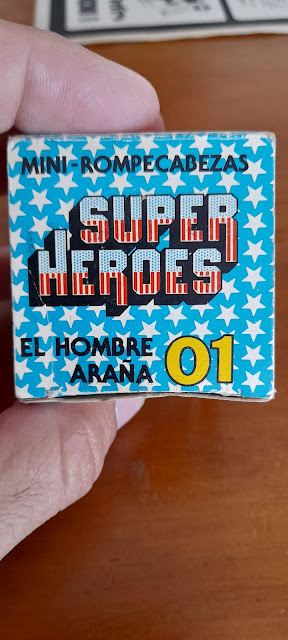 MINI-ROMPECABEZAS
SUPER
HEROES
EL HOMBRE
ARAÑA 01